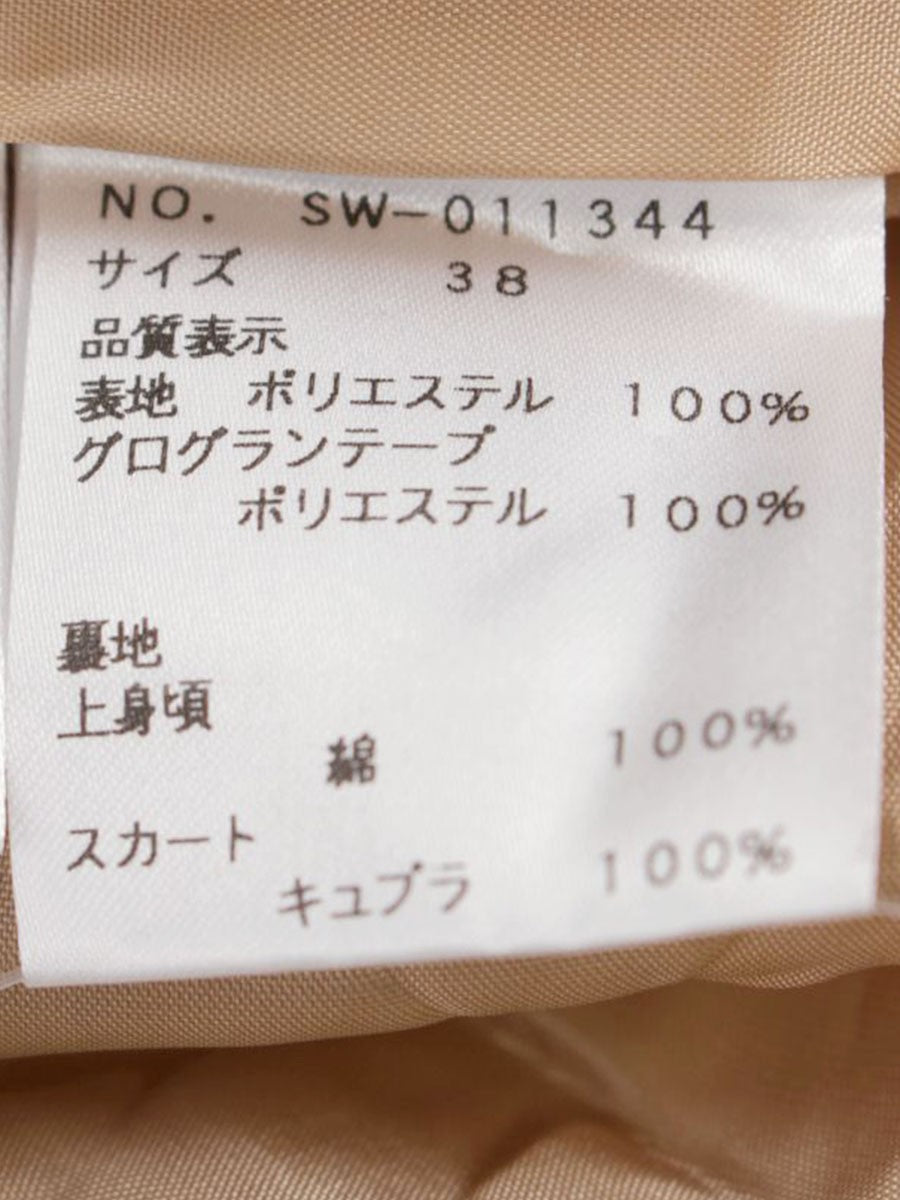 NO. SW-011344
サイズ 38
品質表示
表地 ポリエステル 100%
グログランテープ
ポリエステル 100%
裏地
上身頃
綿 100%
スカート
キュプラ 100%